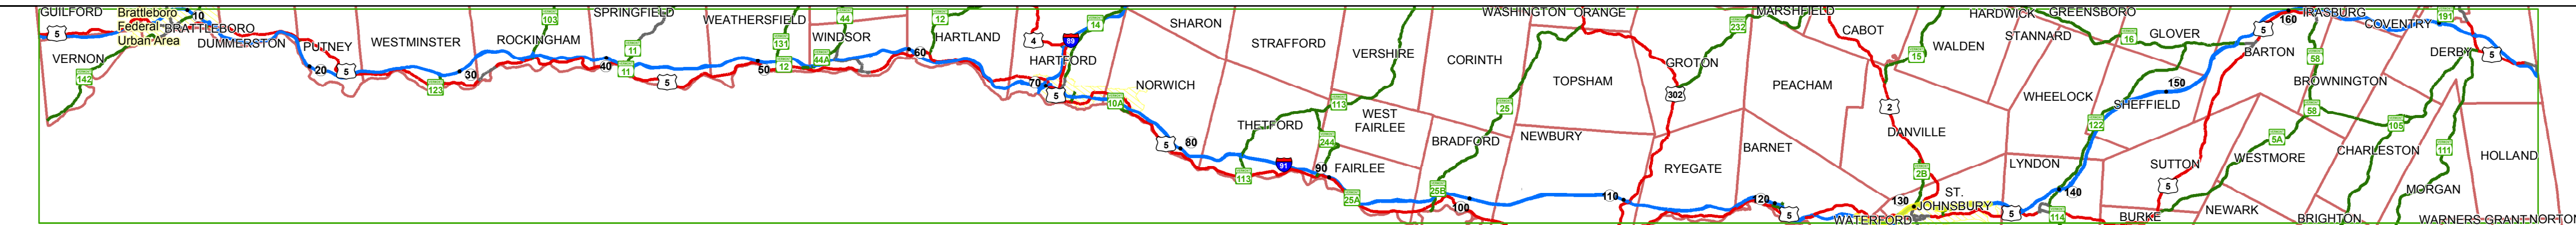 GUILFORD
Brattleboro
Federal
Urban Area
10
BRATTLEBORO
5
VERNON
142
DUMMERSTON
PUTNEY
20
5
WESTMINSTER
123
30
ROCKINGHAM
103
40
SPRINGFIELD
11
11
5
WEATHERSFIELD
131
50
12
44
WINDSOR
44A
60
12
HARTLAND
4
89
14
HARTFORD
70
5
10A
NORWICH
SHARON
5
80
STRAFFORD
THETFORD
113
91
VERSHIRE
113
244
WEST
FAIRLEE
90
FAIRLEE
25A
CORINTH
25
BRADFORD
25B
100
WASHINGTON
ORANGE
TOPSHAM
NEWBURY
110
GROTON
302
RYEGATE
232
MARSHFIELD
PEACHAM
BARNET
120
5
CABOT
2
DANVILLE
15
WALDEN
2B
130
ST.
JOHNSBURY
WATERFORD
HARDWICK
STANNARD
GREENSBORO
16
GLOVER
WHEELOCK
122
SHEFFIELD
150
LYNDON
140
5
114
BURKE
SUTTON
5
NEWARK
5
160
BARTON
IRASBURG
58
BROWNINGTON
58
5A
WESTMORE
COVENTRY
191
DERBY
5
105
CHARLESTON
111
MORGAN
BRIGHTON
HOLLAND
WARNERS GRANT
NORTON